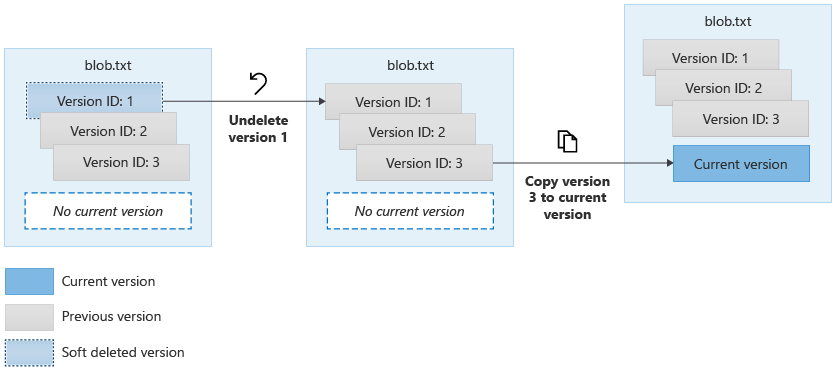 blob.txt
Version ID: 1
Version ID: 2
Version ID: 3
No current version
Undelete
version 1
blob.txt
Version ID: 1
Version ID: 2
Version ID: 3
No current version
Copy version
3 to current
version
blob.txt
Version ID: 1
Version ID: 2
Version ID: 3
Current version
Current version
Previous version
Soft deleted version